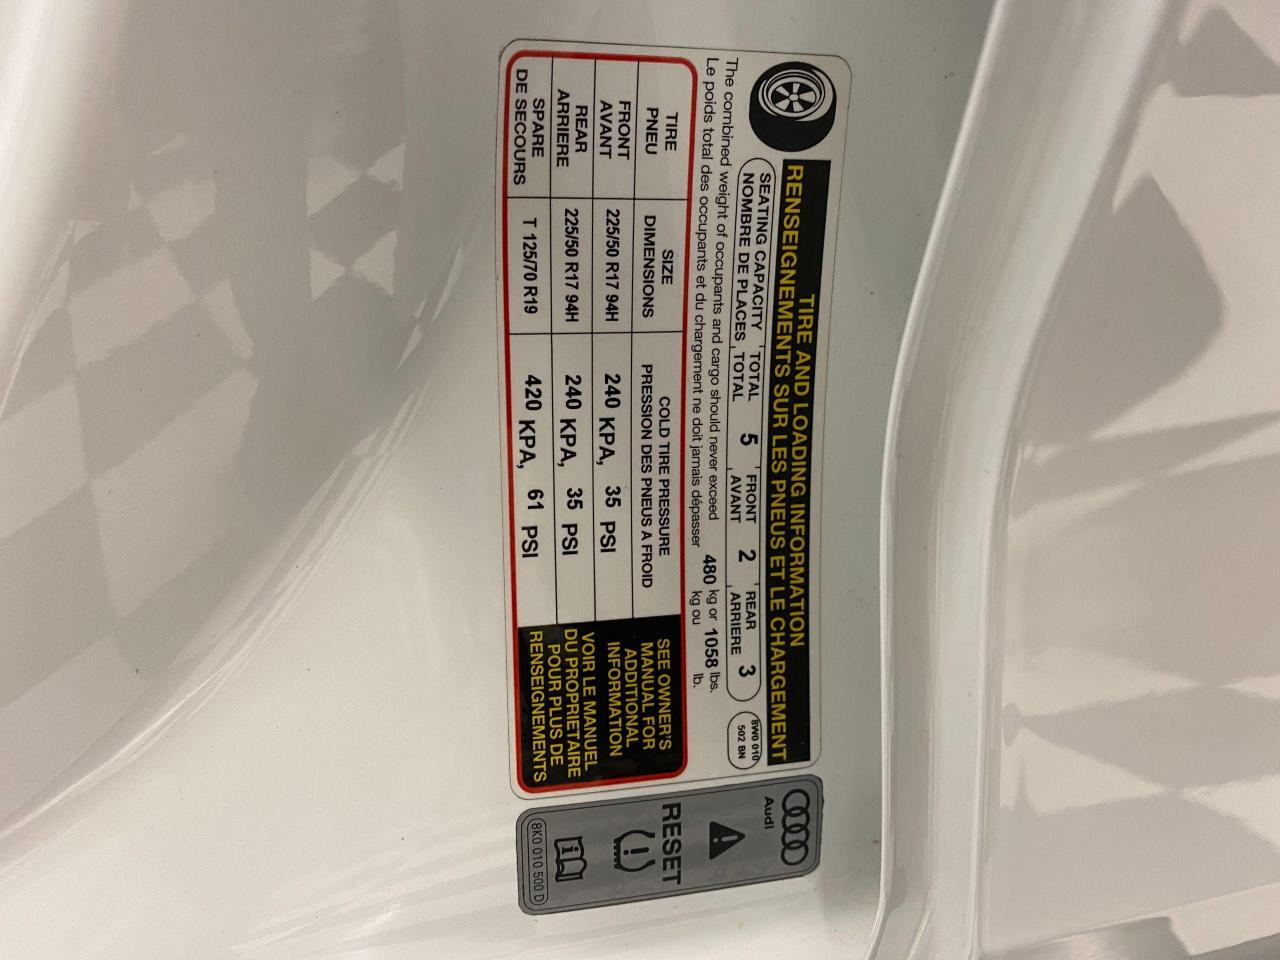 TIRE AND LOADING INFORMATION
RENSEIGNEMENTS SUR LES PNEUS ET LE CHARGEMENT
SEATING CAPACITY TOTAL 5 FRONT 2 REAR 3
NOMBRE DE PLACES TOTAL AVANT ARRIERE
8W0 010
502 BN
The combined weight of occupants and cargo should never exceed 480 kg or 1058 lbs.
Le poids total des occupants et du chargement ne doit jamais dépasser kg ou lb.
TIRE SIZE COLD TIRE PRESSURE
PNEU DIMENSIONS PRESSION DES PNEUS A FROID
FRONT
AVANT 225/50 R17 94H 240 KPA, 35 PSI
REAR
ARRIERE 225/50 R17 94H 240 KPA, 35 PSI
SPARE
DE SECOURS T 125/70 R19 420 KPA, 61 PSI
SEE OWNER'S
MANUAL FOR
ADDITIONAL
INFORMATION
VOIR LE MANUEL
DU PROPRIETAIRE
POUR PLUS DE
RENSEIGNEMENTS
Audi
RESET
8K0 010 500 D